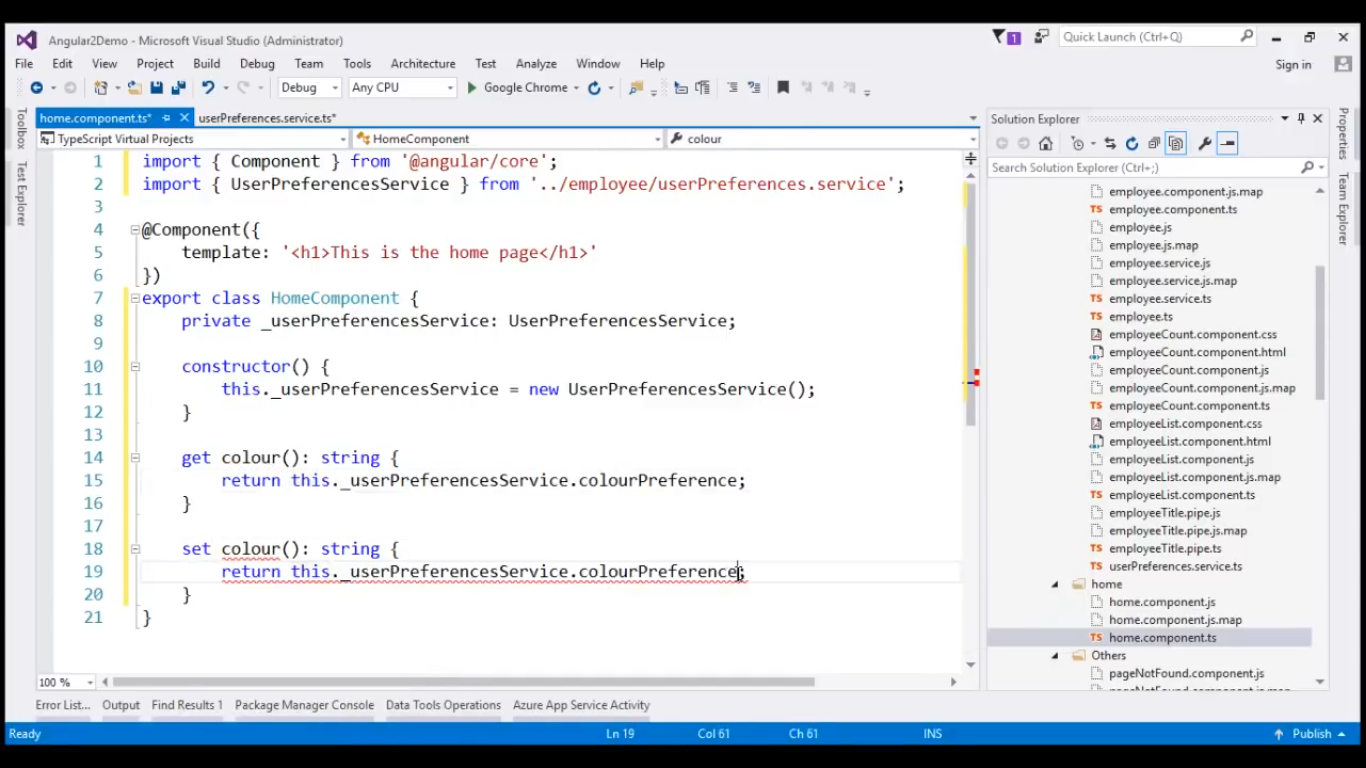 Angular2Demo - Microsoft Visual Studio (Administrator)
1
Quick Launch (Ctrl+Q)
File Edit View Project Build Debug Team Tools Architecture Test Analyze Window Help
Sign in
Debug Any CPU Google Chrome
Toolbox
Test Explorer
home.component.ts* userPreferences.service.ts*
TypeScript Virtual Projects HomeComponent colour
1 import { Component } from '@angular/core';
2 import { UserPreferencesService } from '../employee/userPreferences.service';
3
4 @Component({
5 template: '<h1>This is the home page</h1>'
6 })
7 export class HomeComponent {
8 private _userPreferencesService: UserPreferencesService;
9
10 constructor() {
11 this._userPreferencesService = new UserPreferencesService();
12 }
13
14 get colour(): string {
15 return this._userPreferencesService.colourPreference;
16 }
17
18 set colour(): string {
19 return this._userPreferencesService.colourPreference;
20 }
21 }
100 %
Solution Explorer
Search Solution Explorer (Ctrl+;)
employee.component.js.map
TS employee.component.ts
employee.js
employee.js.map
employee.service.js
employee.service.js.map
TS employee.service.ts
TS employee.ts
employeeCount.component.css
employeeCount.component.html
employeeCount.component.js
employeeCount.component.js.map
TS employeeCount.component.ts
employeeList.component.css
employeeList.component.html
employeeList.component.js
employeeList.component.js.map
TS employeeList.component.ts
employeeTitle.pipe.js
employeeTitle.pipe.js.map
TS employeeTitle.pipe.ts
TS userPreferences.service.ts
home
home.component.js
home.component.js.map
TS home.component.ts
Others
pageNotFound.component.js
Properties
Team Explorer
Error List... Output Find Results 1 Package Manager Console Data Tools Operations Azure App Service Activity
Ready Ln 19 Col 61 Ch 61 INS Publish